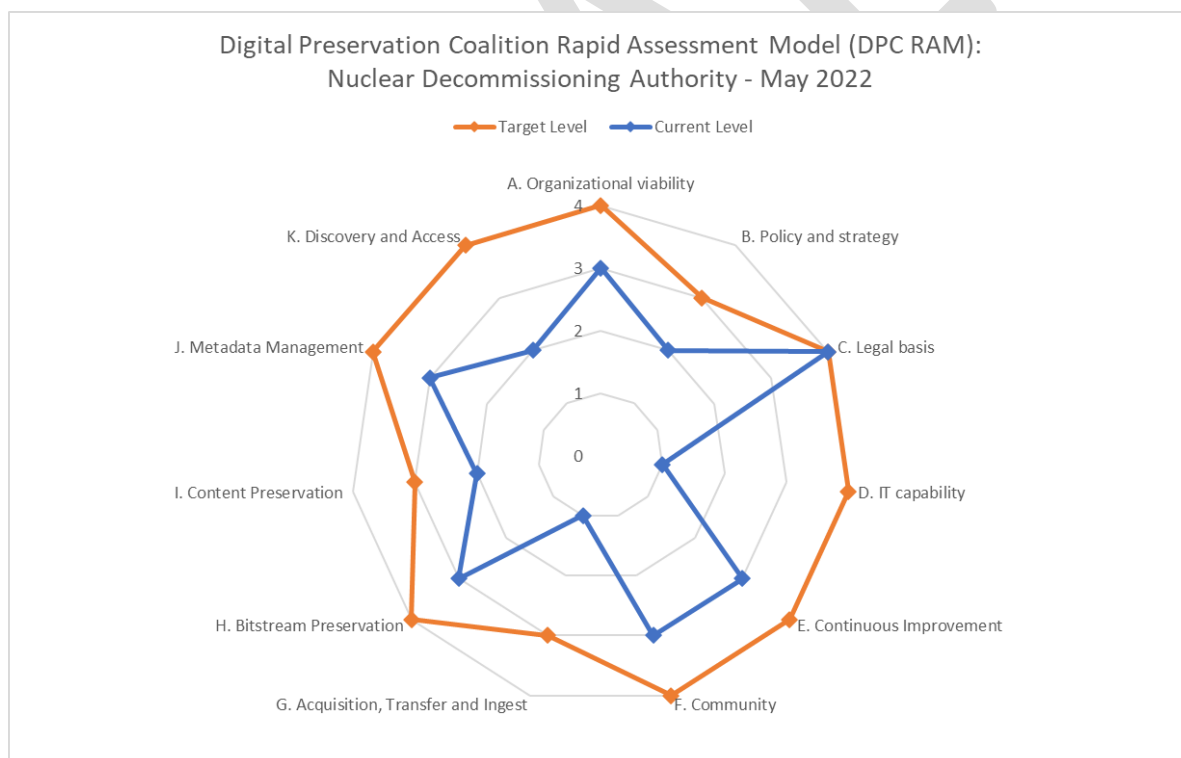 Digital Preservation Coalition Rapid Assessment Model (DPC RAM):
Nuclear Decommissioning Authority - May 2022
Target Level
Current Level
A. Organizational viability
B. Policy and strategy
C. Legal basis
D. IT capability
E. Continuous Improvement
F. Community
G. Acquisition, Transfer and Ingest
H. Bitstream Preservation
I. Content Preservation
J. Metadata Management
K. Discovery and Access
4
3
2
1
0